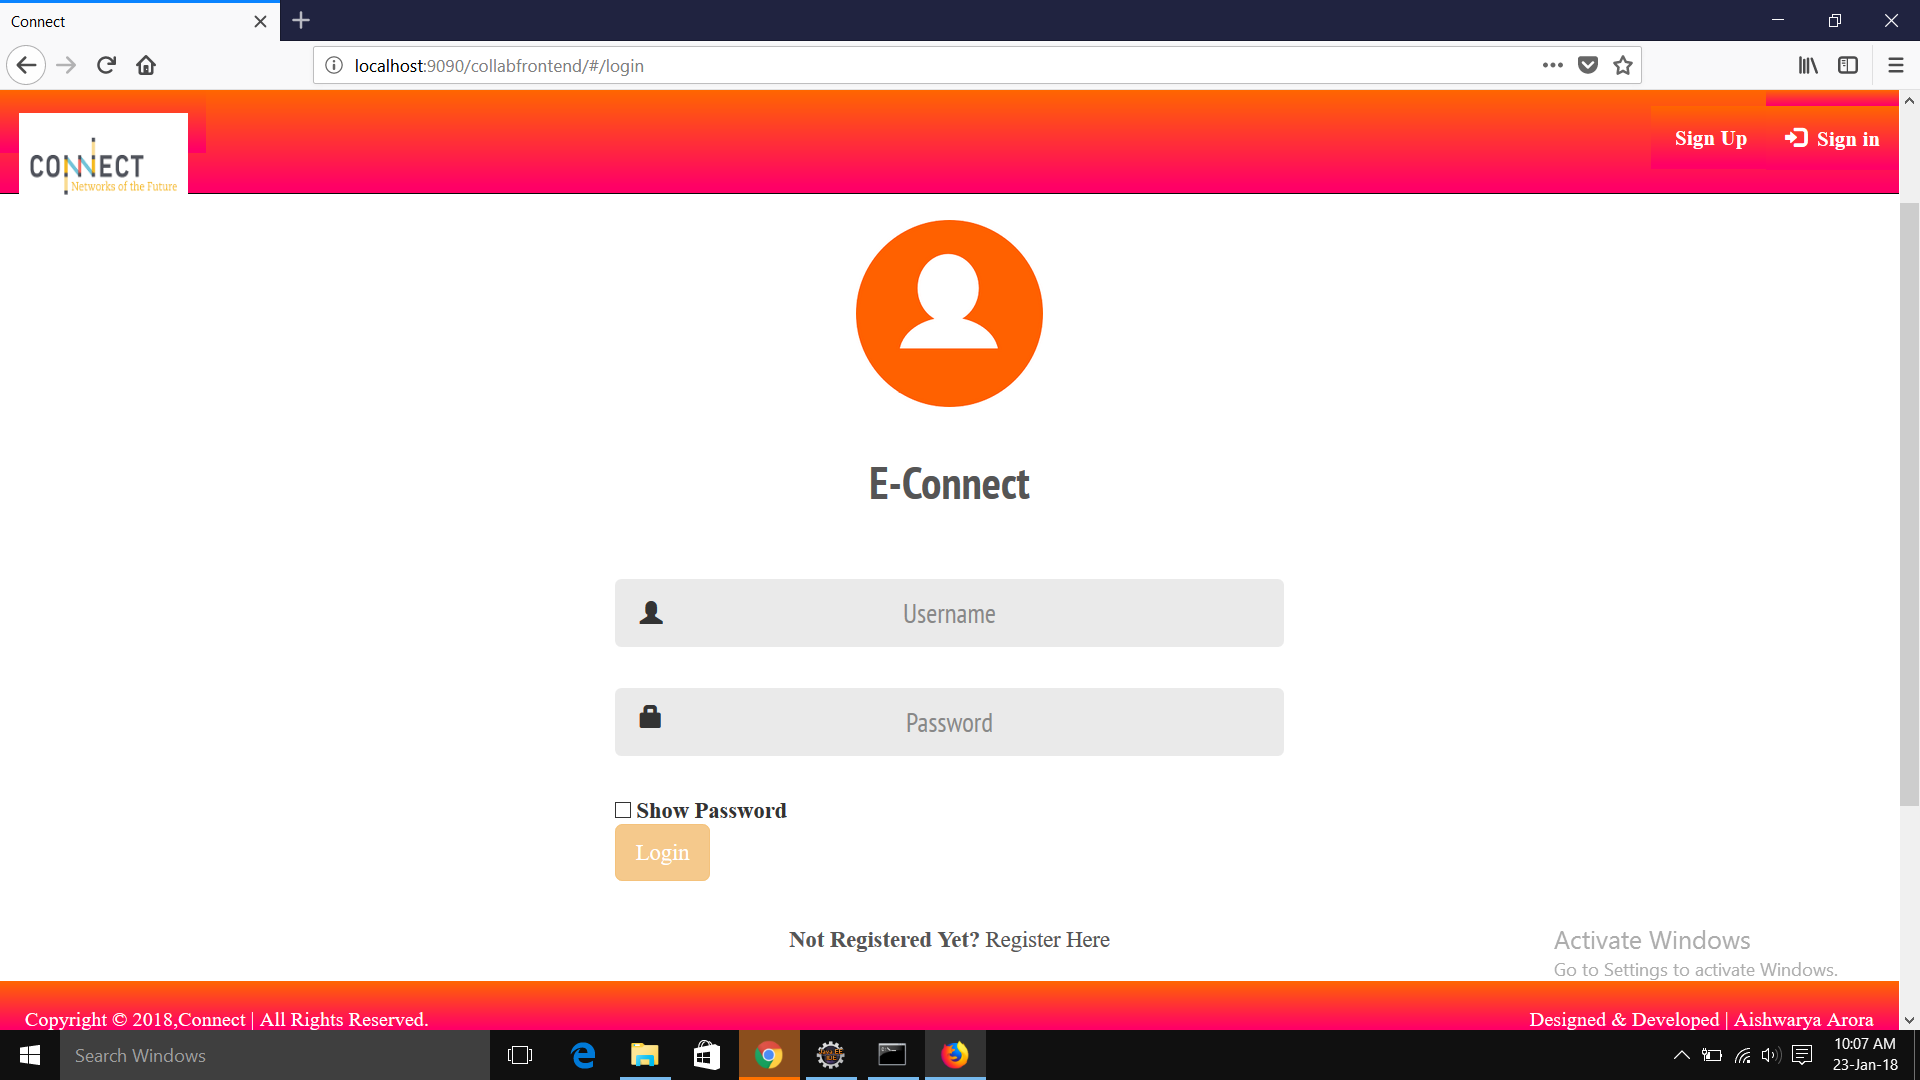 Connect
localhost:9090/collabfrontend/#/login
CONNECT
Networks of the Future
Sign Up
Sign in
E-Connect
Username
Password
Show Password
Login
Not Registered Yet? Register Here
Activate Windows
Go to Settings to activate Windows.
Copyright © 2018,Connect | All Rights Reserved.
Designed & Developed | Aishwarya Arora
Search Windows
10:07 AM
23-Jan-18